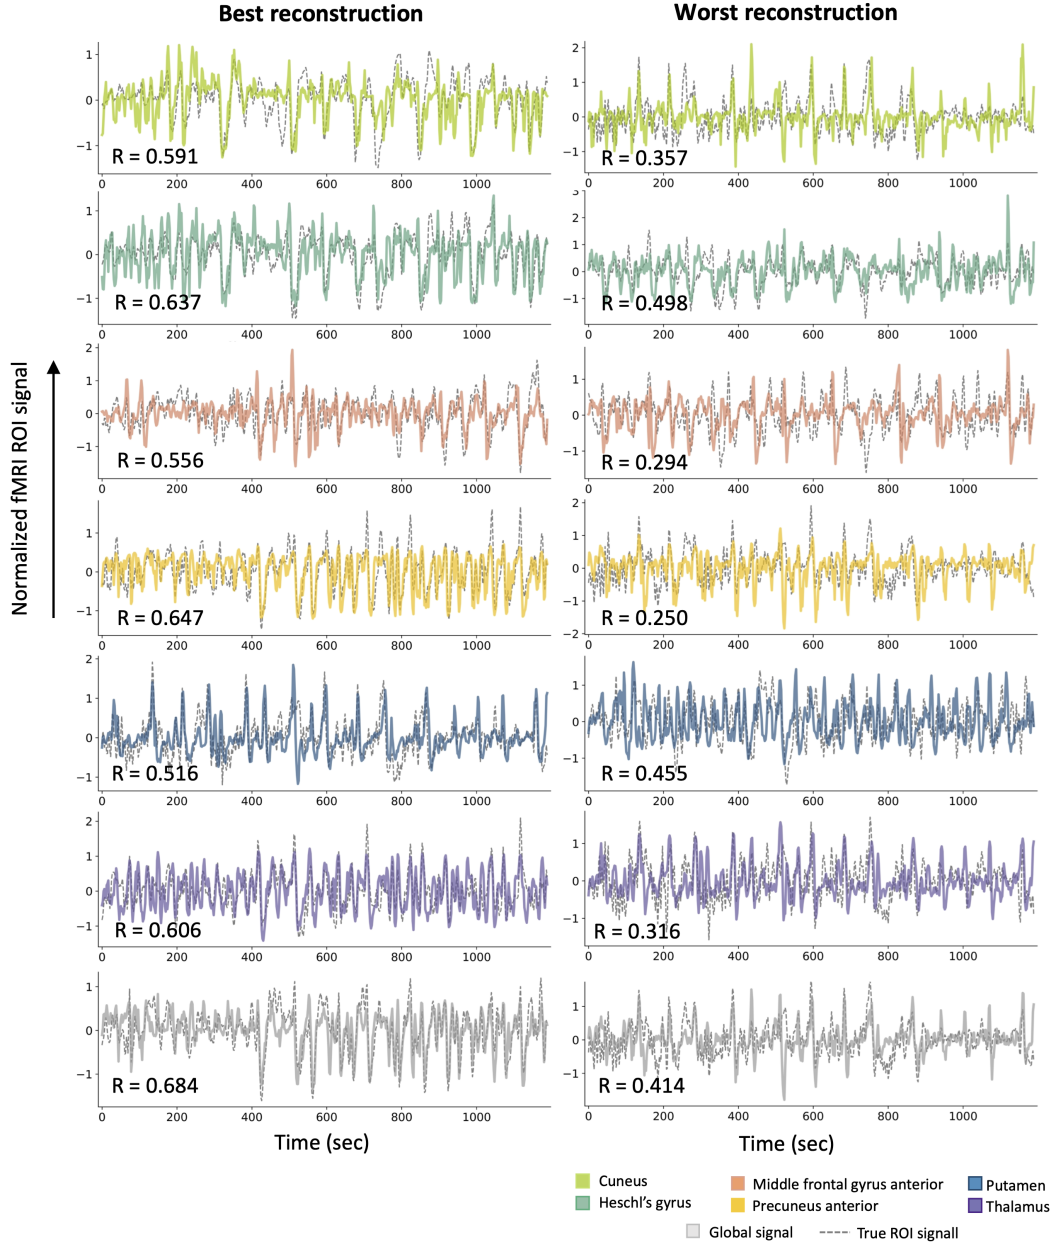 Best reconstruction
Worst reconstruction
Normalized fMRI ROI signal
1
0
−1
R = 0.591
0 200 400 600 800 1000
2
1
0
−1
R = 0.357
0 200 400 600 800 1000
1
0
−1
R = 0.637
0 200 400 600 800 1000
3
2
1
0
−1
R = 0.498
0 200 400 600 800 1000
2
1
0
−1
R = 0.556
0 200 400 600 800 1000
1
0
−1
R = 0.294
0 200 400 600 800 1000
1
0
−1
R = 0.647
0 200 400 600 800 1000
2
1
0
−1
−2
R = 0.250
0 200 400 600 800 1000
2
1
0
−1
R = 0.516
0 200 400 600 800 1000
1
0
−1
R = 0.455
0 200 400 600 800 1000
2
1
0
−1
R = 0.606
0 200 400 600 800 1000
1
0
−1
R = 0.316
0 200 400 600 800 1000
1
0
−1
R = 0.684
0 200 400 600 800 1000
1
0
−1
R = 0.414
0 200 400 600 800 1000
Time (sec)
Time (sec)
Cuneus
Middle frontal gyrus anterior
Putamen
Heschl's gyrus
Precuneus anterior
Thalamus
Global signal
True ROI signall